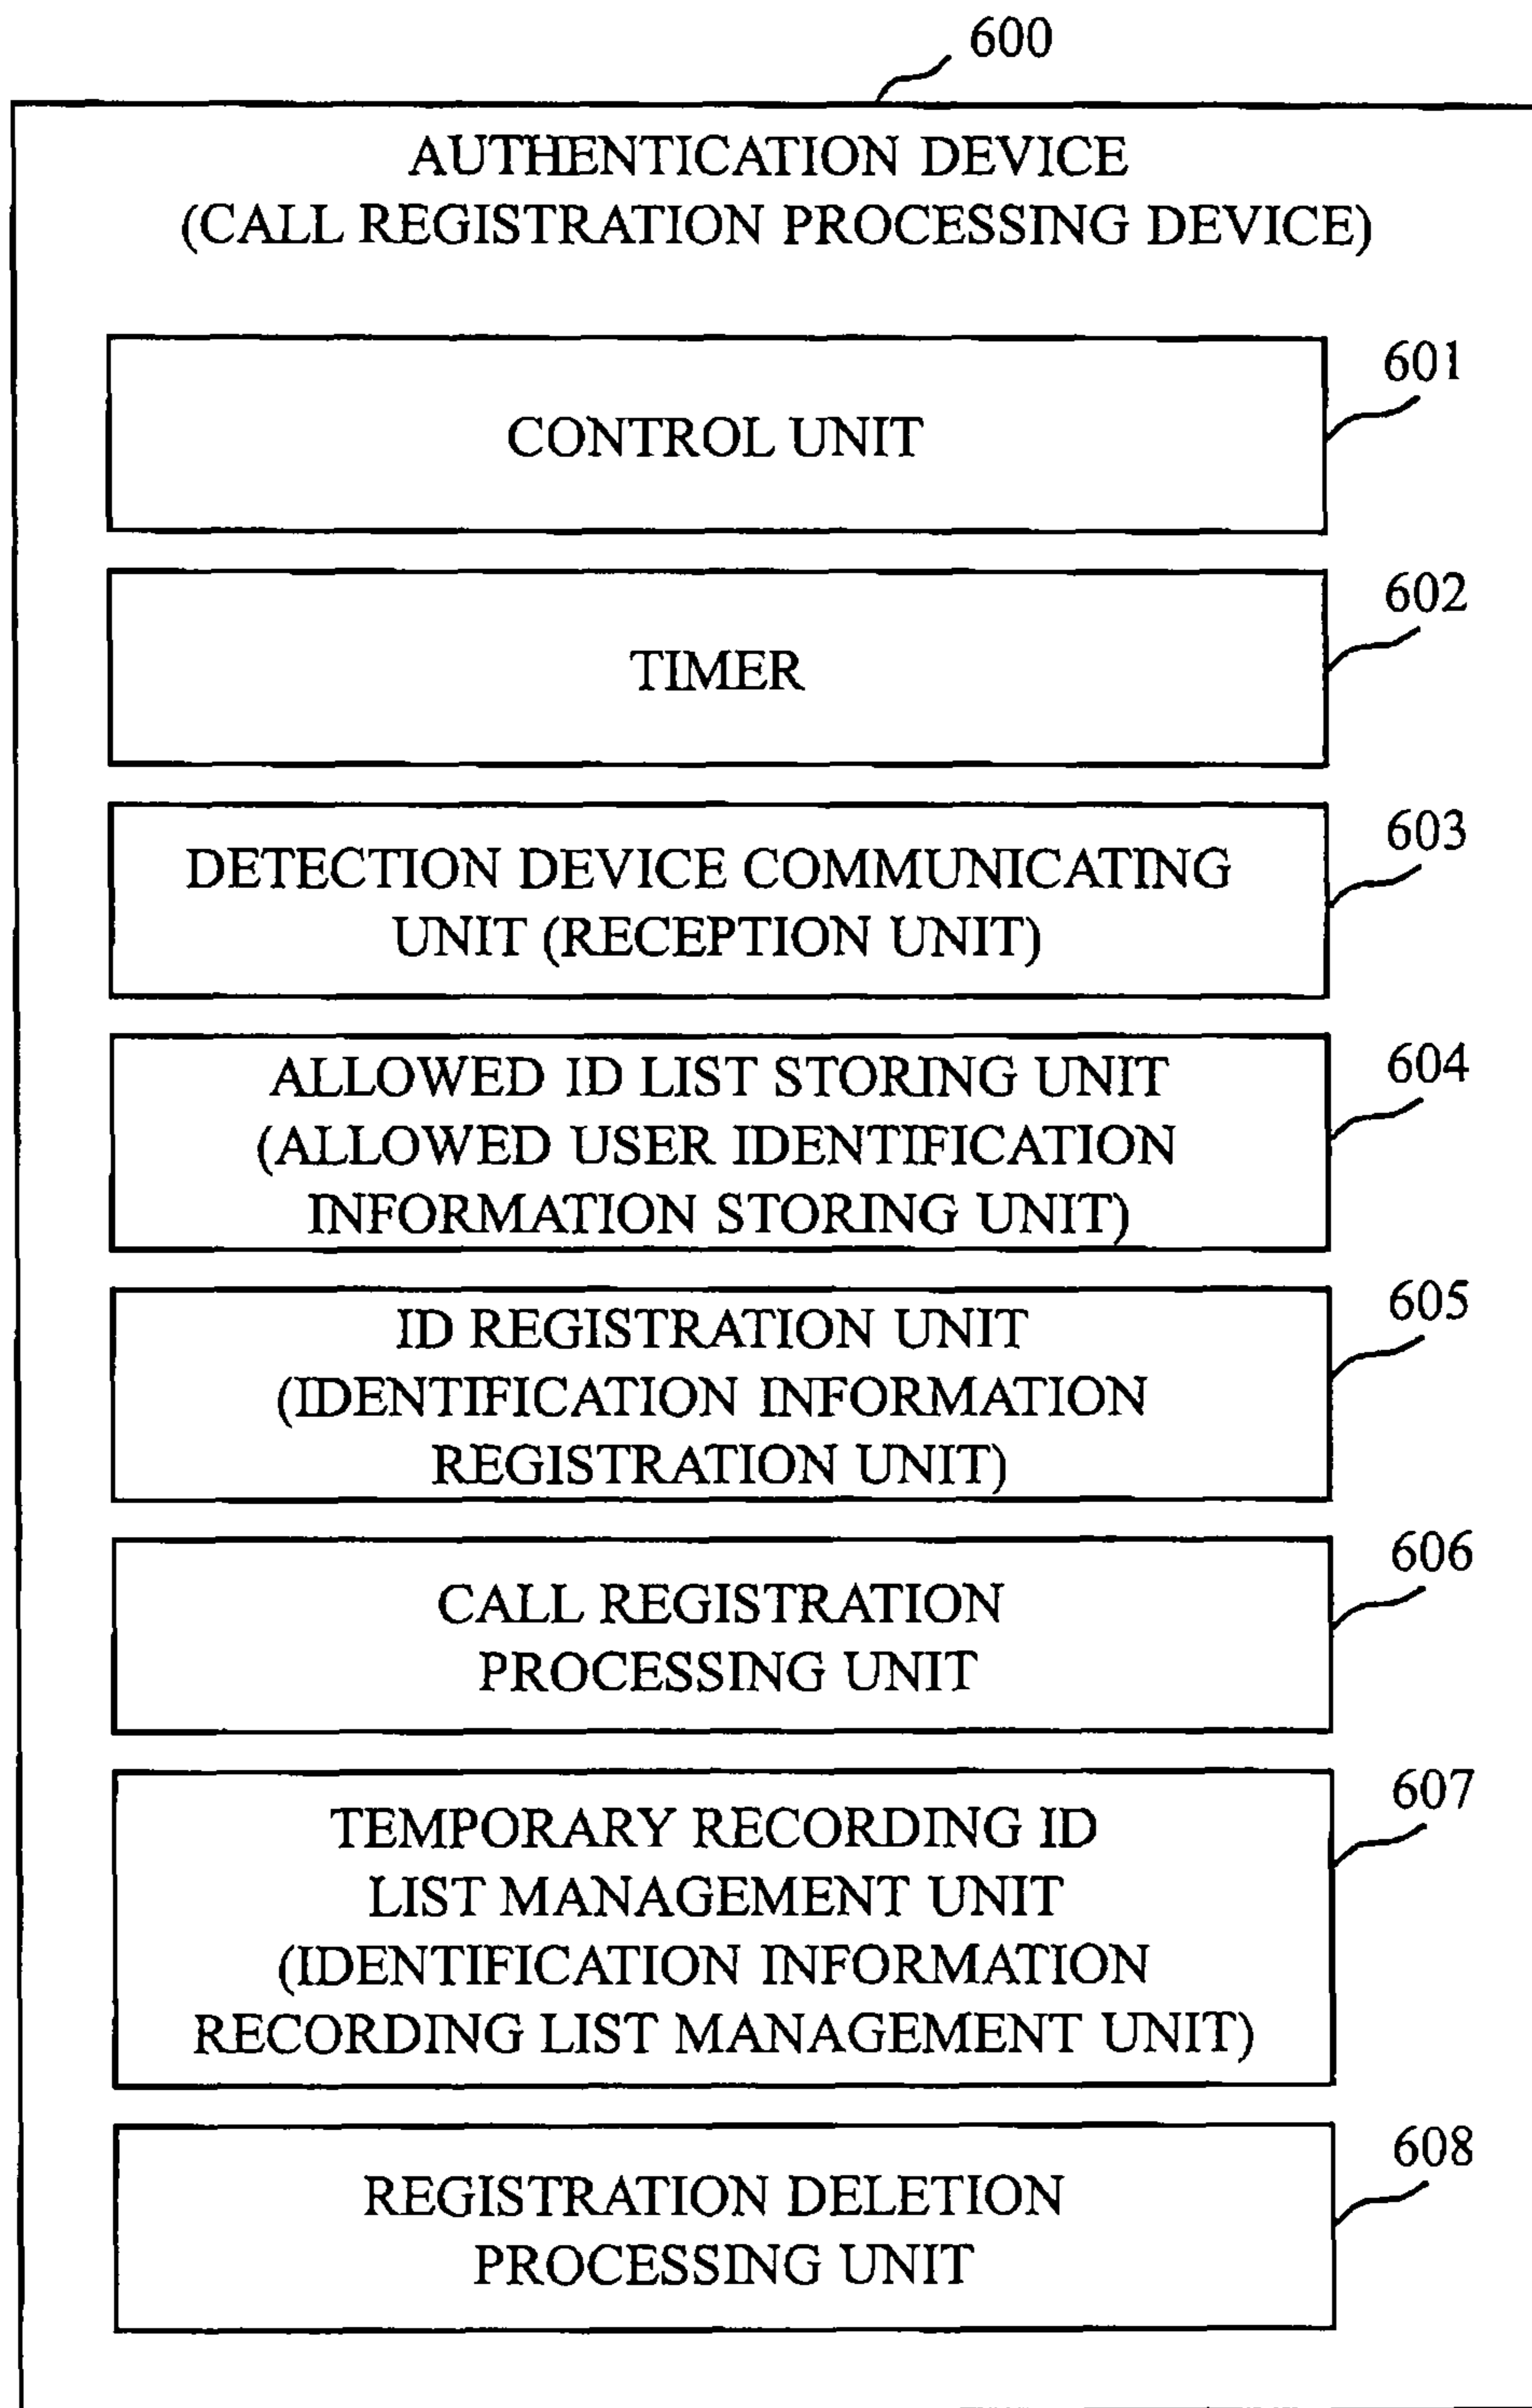 600
AUTHENTICATION DEVICE
(CALL REGISTRATION PROCESSING DEVICE)
601
CONTROL UNIT
602
TIMER
603
DETECTION DEVICE COMMUNICATING
UNIT (RECEPTION UNIT)
604
ALLOWED ID LIST STORING UNIT
(ALLOWED USER IDENTIFICATION
INFORMATION STORING UNIT)
605
ID REGISTRATION UNIT
(IDENTIFICATION INFORMATION
REGISTRATION UNIT)
606
CALL REGISTRATION
PROCESSING UNIT
607
TEMPORARY RECORDING ID
LIST MANAGEMENT UNIT
(IDENTIFICATION INFORMATION
RECORDING LIST MANAGEMENT UNIT)
608
REGISTRATION DELETION
PROCESSING UNIT